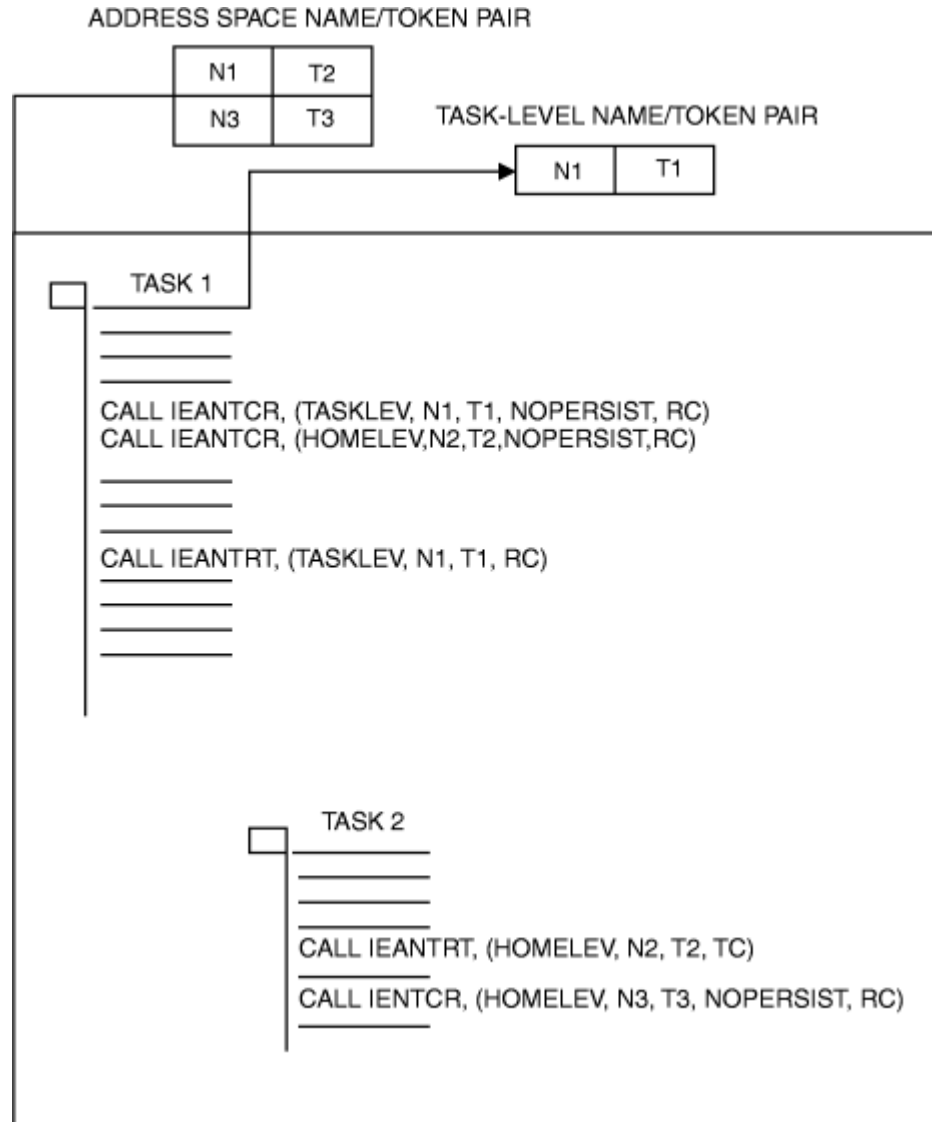 ADDRESS SPACE NAME/TOKEN PAIR
N1 T2
N3 T3
TASK-LEVEL NAME/TOKEN PAIR
N1 T1
TASK 1
CALL IEANTCR, (TASKLEV, N1, T1, NOPERSIST, RC)
CALL IEANTCR, (HOMELEV,N2,T2,NOPERSIST,RC)
CALL IEANTRT, (TASKLEV, N1, T1, RC)
TASK 2
CALL IEANTRT, (HOMELEV, N2, T2, TC)
CALL IENTCR, (HOMELEV, N3, T3, NOPERSIST, RC)